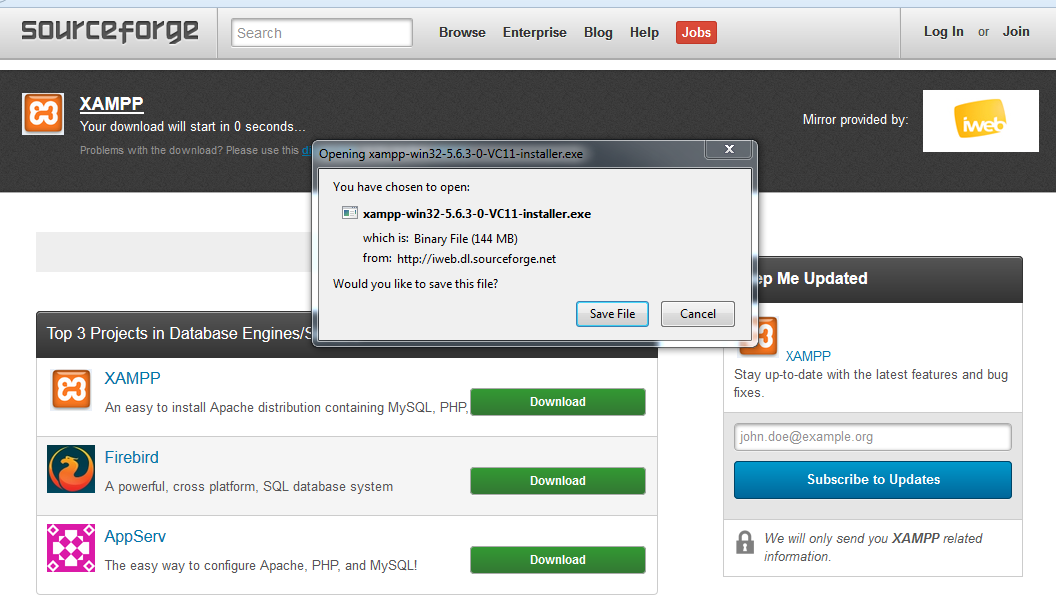 sourceforge
Search
Browse Enterprise Blog Help Jobs
Log In or Join
XAMPP
Your download will start in 0 seconds...
Problems with the download? Please use this
Mirror provided by:
iweb
Opening xampp-win32-5.6.3-0-VC11-installer.exe
x
You have chosen to open:
xampp-win32-5.6.3-0-VC11-installer.exe
which is: Binary File (144 MB)
from: http://iweb.dl.sourceforge.net
Would you like to save this file?
Save File Cancel
Top 3 Projects in Database Engines/
XAMPP
An easy to install Apache distribution containing MySQL, PHP,
Download
Firebird
A powerful, cross platform, SQL database system
Download
AppServ
The easy way to configure Apache, PHP, and MySQL!
Download
Me Updated
XAMPP
Stay up-to-date with the latest features and bug
fixes.
john.doe@example.org
Subscribe to Updates
We will only send you XAMPP related
information.